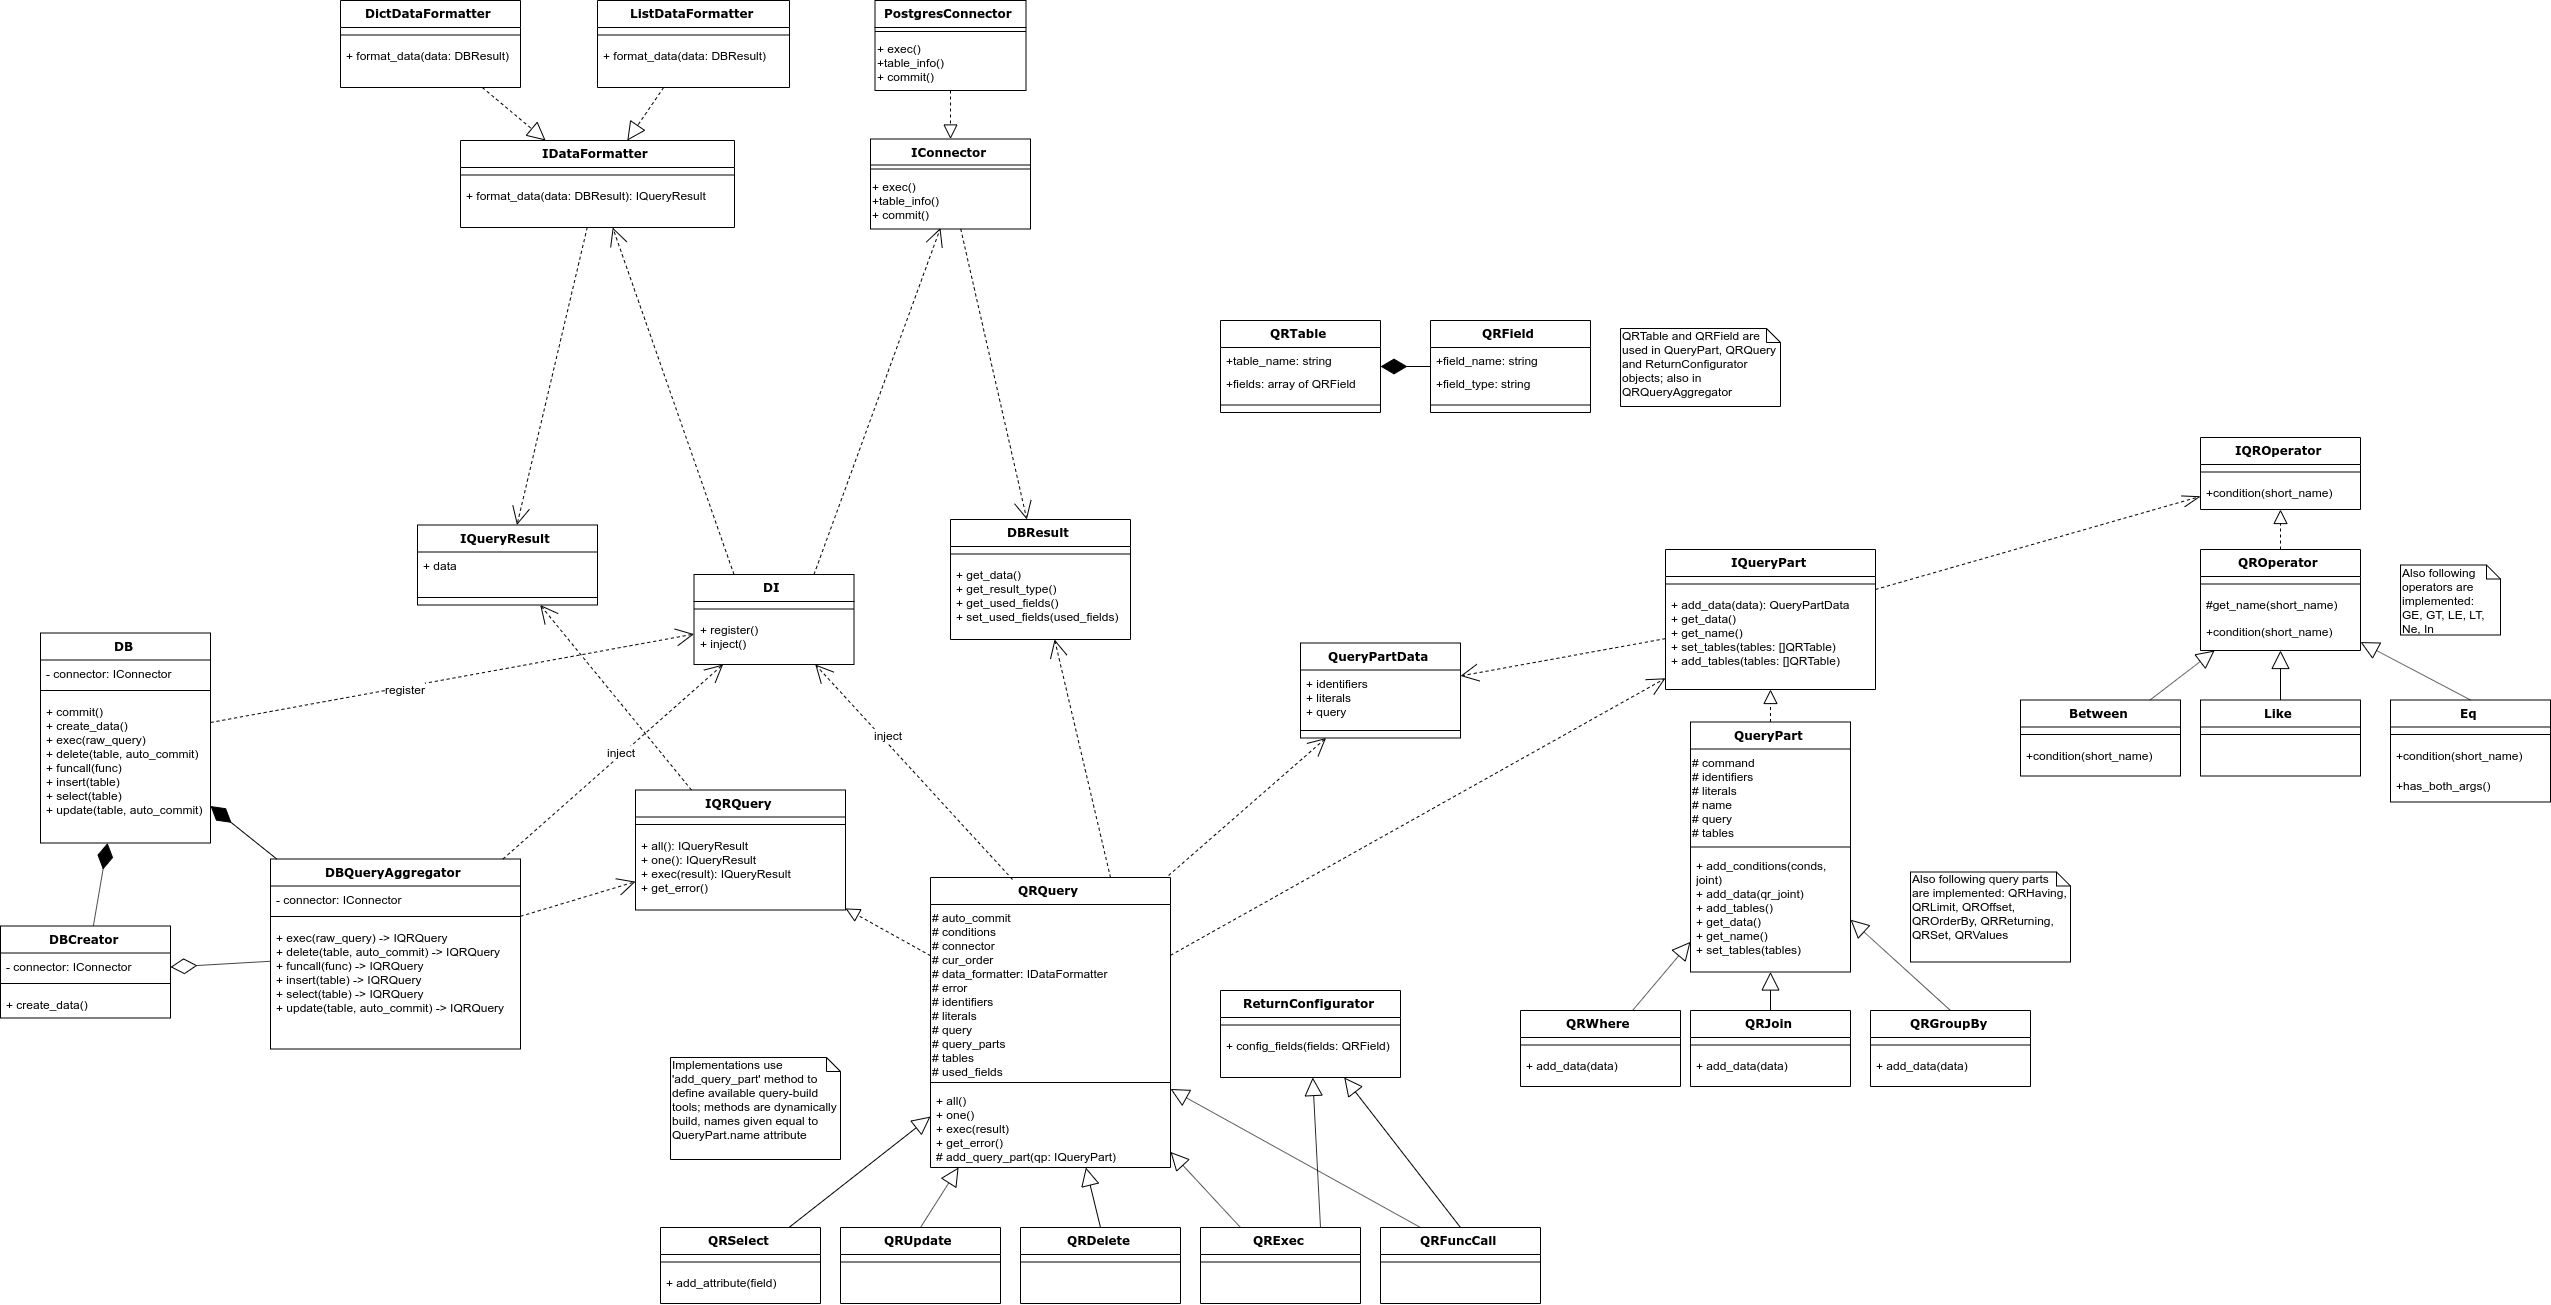 DictDataFormatter
+ format_data(data: DBResult)
ListDataFormatter
+ format_data(data: DBResult)
PostgresConnector
+ exec()
+table_info()
+ commit()
IDataFormatter
+ format_data(data: DBResult): IQueryResult
IConnector
+ exec()
+table_info()
+ commit()
QRTable
+table_name: string
+fields: array of QRField
QRField
+field_name: string
+field_type: string
QRTable and QRField are
used in QueryPart, QRQuery
and ReturnConfigurator
objects; also in
QRQueryAggregator
IQROperator
+condition(short_name)
IQueryResult
+ data
DI
+ register()
+ inject()
DBResult
+ get_data()
+ get_result_type()
+ get_used_fields()
+ set_used_fields(used_fields)
IQueryPart
+ add_data(data): QueryPartData
+ get_data()
+ get_name()
+ set_tables(tables: []QRTable)
+ add_tables(tables: []QRTable)
QROperator
#get_name(short_name)
+condition(short_name)
Also following
operators are
implemented:
GE, GT, LE, LT,
Ne, In
DB
- connector: IConnector
+ commit()
+ create_data()
+ exec(raw_query)
+ delete(table, auto_commit)
+ funcall(func)
+ insert(table)
+ select(table)
+ update(table, auto_commit)
register
inject
inject
QueryPartData
+ identifiers
+ literals
+ query
QueryPart
# command
# identifiers
# literals
# name
# query
# tables
+ add_conditions(conds,
joint)
+ add_data(qr_joint)
+ add_tables()
+ get_data()
+ get_name()
+ set_tables(tables)
Between
+condition(short_name)
Like
Eq
+condition(short_name)
+has_both_args()
IQRQuery
+ all(): IQueryResult
+ one(): IQueryResult
+ exec(result): IQueryResult
+ get_error()
DBQueryAggregator
- connector: IConnector
+ exec(raw_query) -> IQRQuery
+ delete(table, auto_commit) -> IQRQuery
+ funcall(func) -> IQRQuery
+ insert(table) -> IQRQuery
+ select(table) -> IQRQuery
+ update(table, auto_commit) -> IQRQuery
DBCreator
- connector: IConnector
+ create_data()
QRQuery
# auto_commit
# conditions
# connector
# cur_order
# data_formatter: IDataFormatter
# error
# identifiers
# literals
# query
# query_parts
# tables
# used_fields
+ all()
+ one()
+ exec(result)
+ get_error()
# add_query_part(qp: IQueryPart)
Also following query parts
are implemented: QRHaving,
QRLimit, QROffset,
QROrderBy, QRReturning,
QRSet, QRValues
ReturnConfigurator
+ config_fields(fields: QRField)
QRWhere
+ add_data(data)
QRJoin
+ add_data(data)
QRGroupBy
+ add_data(data)
Implementations use
'add_query_part' method to
define available query-build
tools; methods are dynamically
build, names given equal to
QueryPart.name attribute
QRSelect
+ add_attribute(field)
QRUpdate
QRDelete
QRExec
QRFuncCall